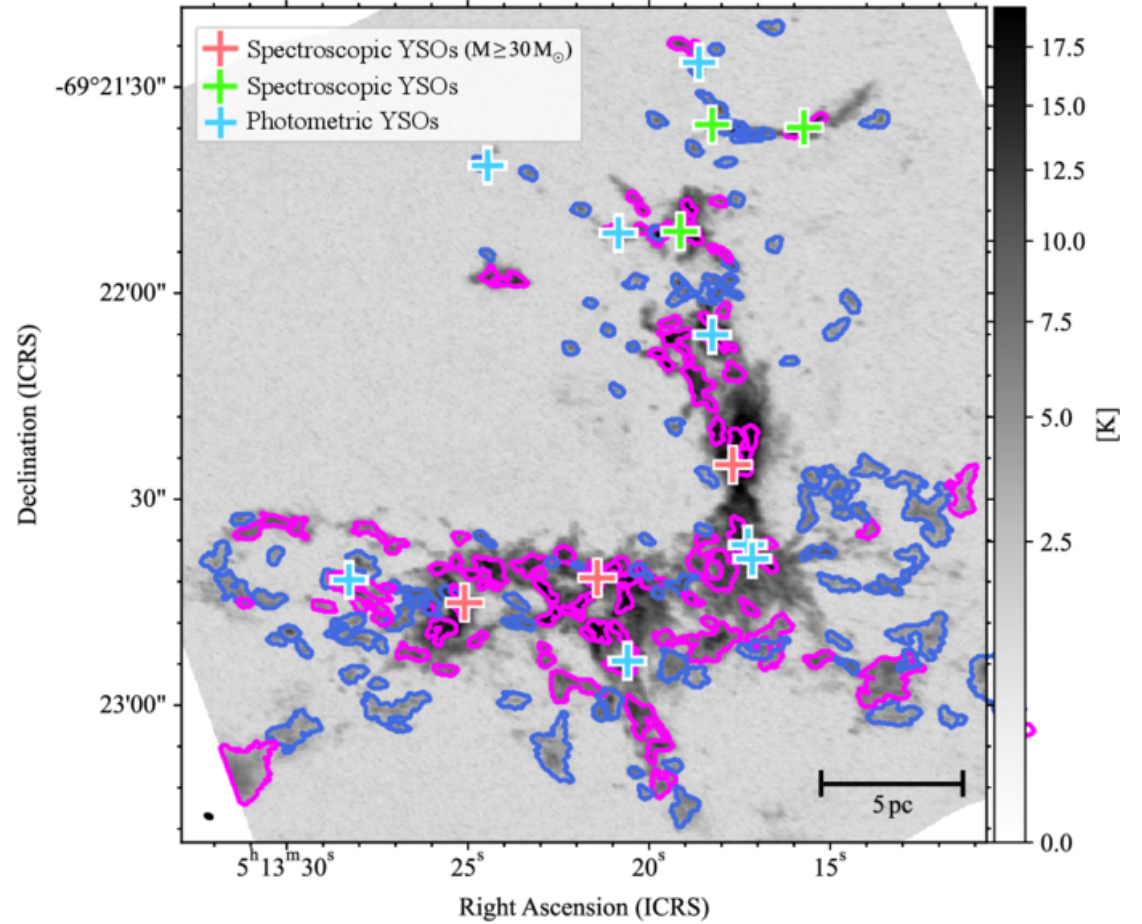 Spectroscopic YSOs (M ≥ 30 M⊙)
Spectroscopic YSOs
Photometric YSOs
-69°21'30"
22'00"
30"
23'00"
Declination (ICRS)
5 pc
5ʰ13ᵐ30ˢ
25ˢ
20ˢ
15ˢ
Right Ascension (ICRS)
17.5
15.0
12.5
10.0
7.5
5.0
2.5
0.0
[K]